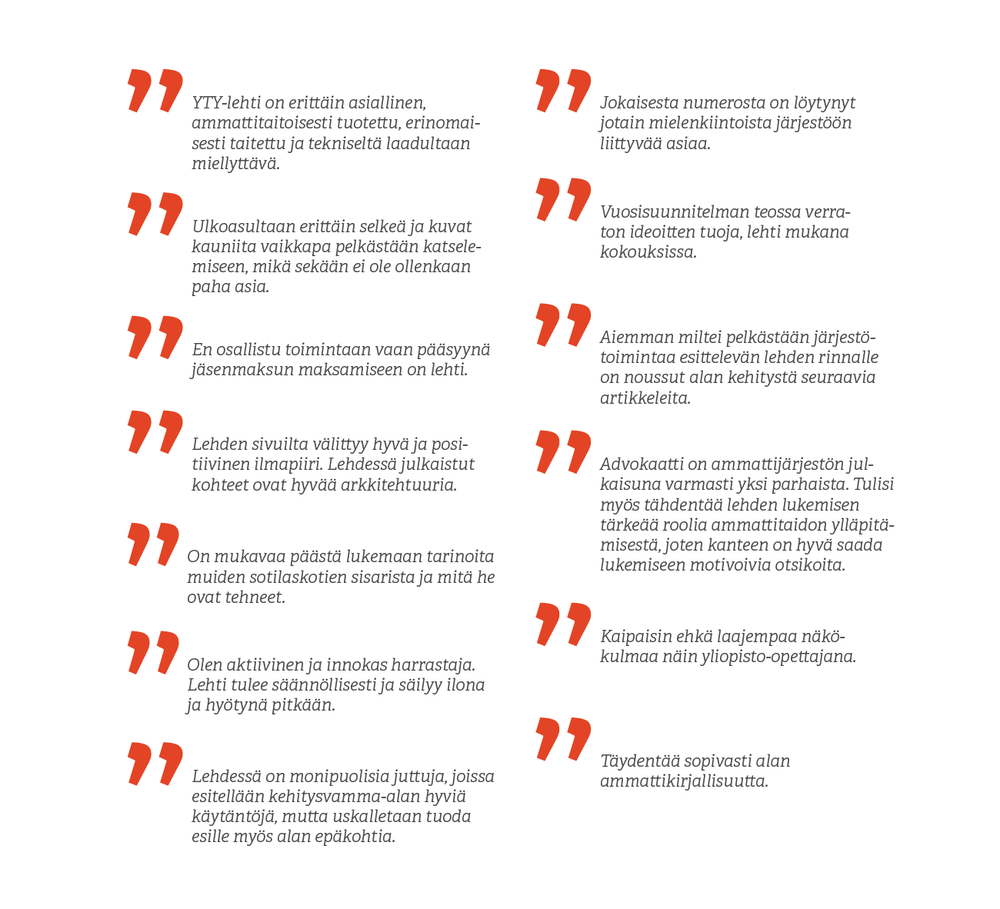 YTY-lehti on erittäin asiallinen,
ammattitaitoisesti tuotettu, erinomai-
sesti taitettu ja tekniseltä laadultaan
miellyttävä.
Ulkoasultaan erittäin selkeä ja kuvat
kauniita vaikkapa pelkästään katsele-
miseen, mikä sekään ei ole ollenkaan
paha asia.
En osallistu toimintaan vaan pääsyynä
jäsenmaksun maksamiseen on lehti.
Lehden sivuilta välittyy hyvä ja posi-
tiivinen ilmapiiri. Lehdessä julkaistut
kohteet ovat hyvää arkkitehtuuria.
On mukavaa päästä lukemaan tarinoita
muiden sotilaskotien sisarista ja mitä he
ovat tehneet.
Olen aktiivinen ja innokas harrastaja.
Lehti tulee säännöllisesti ja säilyy ilona
ja hyötynä pitkään.
Lehdessä on monipuolisia juttuja, joissa
esitellään kehitysvamma-alan hyviä
käytäntöjä, mutta uskalletaan tuoda
esille myös alan epäkohtia.
Jokaisesta numerosta on löytynyt
jotain mielenkiintoista järjestöön
liittyvää asiaa.
Vuosisuunnitelman teossa verra-
ton ideoitten tuoja, lehti mukana
kokouksissa.
Aiemman miltei pelkästään järjestö-
toimintaa esittelevän lehden rinnalle
on noussut alan kehitystä seuraavia
artikkeleita.
Advokaatti on ammattijärjestön jul-
kaisuna varmasti yksi parhaista. Tulisi
myös tähdentää lehden lukemisen
tärkeää roolia ammattitaidon ylläpitä-
misestä, joten kanteen on hyvä saada
lukemiseen motivoivia otsikoita.
Kaipaisin ehkä laajempaa näkö-
kulmaa näin yliopisto-opettajana.
Täydentää sopivasti alan
ammattikirjallisuutta.